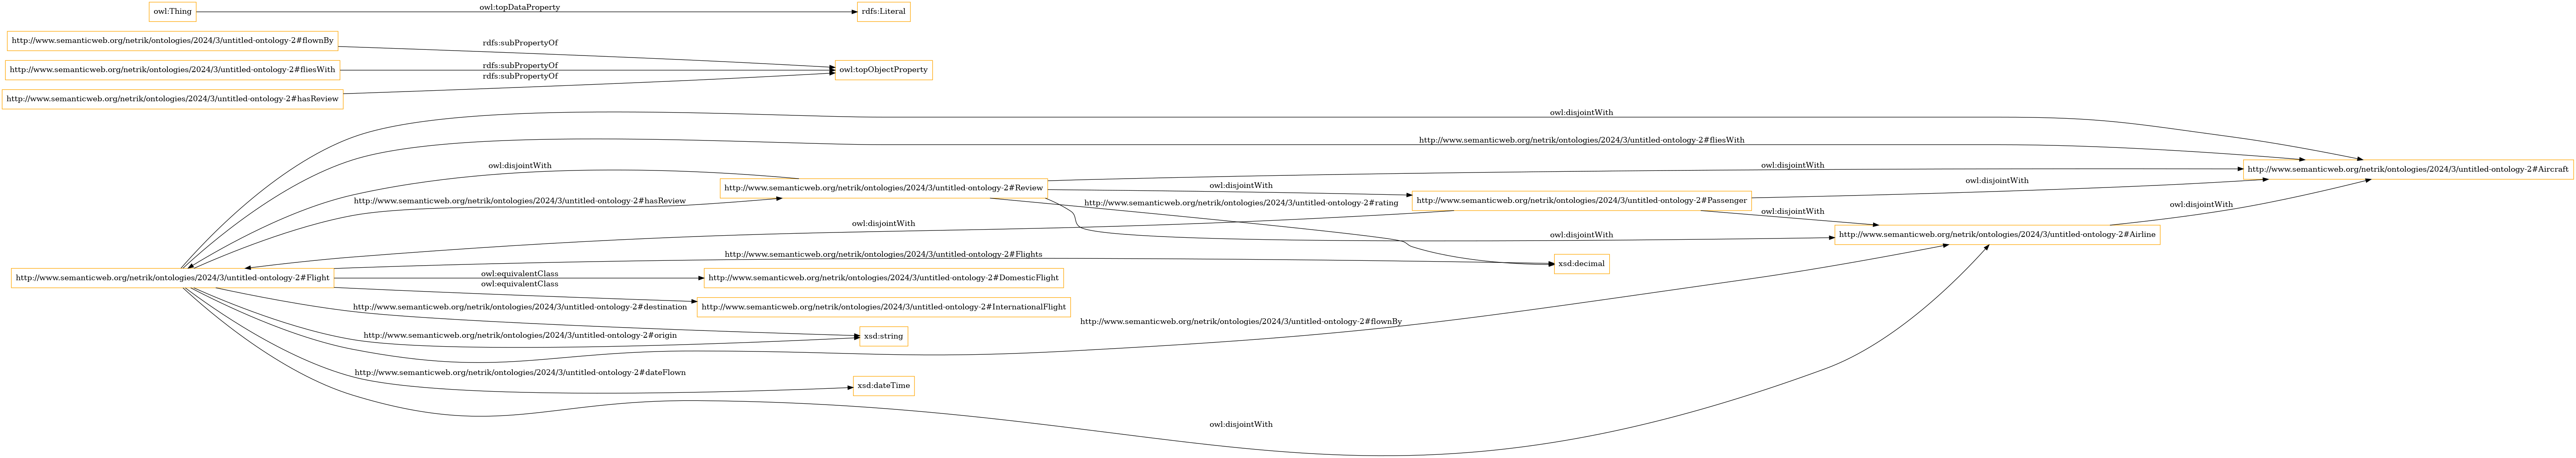 owl:Thing
owl:topDataProperty
rdfs:Literal
http://www.semanticweb.org/netrik/ontologies/2024/3/untitled-ontology-2#flownBy
rdfs:subPropertyOf
http://www.semanticweb.org/netrik/ontologies/2024/3/untitled-ontology-2#fliesWith
rdfs:subPropertyOf
owl:topObjectProperty
rdfs:subPropertyOf
http://www.semanticweb.org/netrik/ontologies/2024/3/untitled-ontology-2#hasReview
owl:disjointWith
http://www.semanticweb.org/netrik/ontologies/2024/3/untitled-ontology-2#fliesWith
owl:disjointWith
owl:disjointWith
http://www.semanticweb.org/netrik/ontologies/2024/3/untitled-ontology-2#Aircraft
http://www.semanticweb.org/netrik/ontologies/2024/3/untitled-ontology-2#Review
owl:disjointWith
owl:disjointWith
http://www.semanticweb.org/netrik/ontologies/2024/3/untitled-ontology-2#hasReview
http://www.semanticweb.org/netrik/ontologies/2024/3/untitled-ontology-2#rating
http://www.semanticweb.org/netrik/ontologies/2024/3/untitled-ontology-2#Passenger
owl:disjointWith
owl:disjointWith
owl:disjointWith
owl:disjointWith
http://www.semanticweb.org/netrik/ontologies/2024/3/untitled-ontology-2#Airline
http://www.semanticweb.org/netrik/ontologies/2024/3/untitled-ontology-2#Flights
xsd:decimal
http://www.semanticweb.org/netrik/ontologies/2024/3/untitled-ontology-2#Flight
owl:equivalentClass
http://www.semanticweb.org/netrik/ontologies/2024/3/untitled-ontology-2#DomesticFlight
owl:equivalentClass
http://www.semanticweb.org/netrik/ontologies/2024/3/untitled-ontology-2#InternationalFlight
http://www.semanticweb.org/netrik/ontologies/2024/3/untitled-ontology-2#destination
http://www.semanticweb.org/netrik/ontologies/2024/3/untitled-ontology-2#flownBy
http://www.semanticweb.org/netrik/ontologies/2024/3/untitled-ontology-2#origin
xsd:string
http://www.semanticweb.org/netrik/ontologies/2024/3/untitled-ontology-2#dateFlown
xsd:dateTime
owl:disjointWith